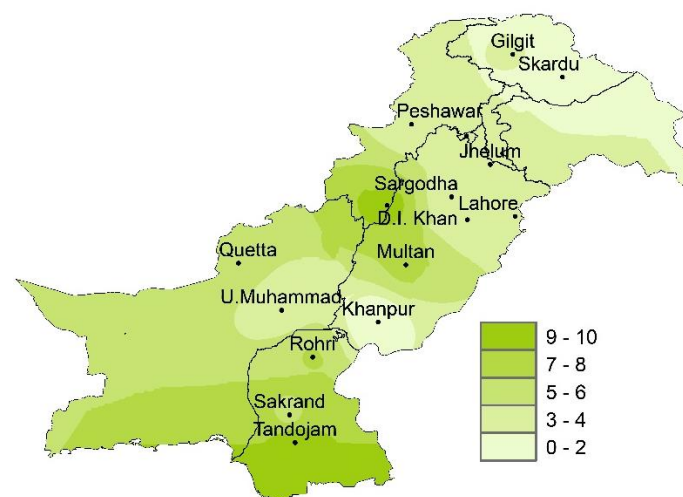 Gilgit
Skardu
Peshawar
Jhelum
Sargodha
Lahore
D.I. Khan
Quetta
Multan
U.Muhammad
Khanpur
Rohri
Sakrand
Tandojam
9 - 10
7 - 8
5 - 6
3 - 4
0 - 2